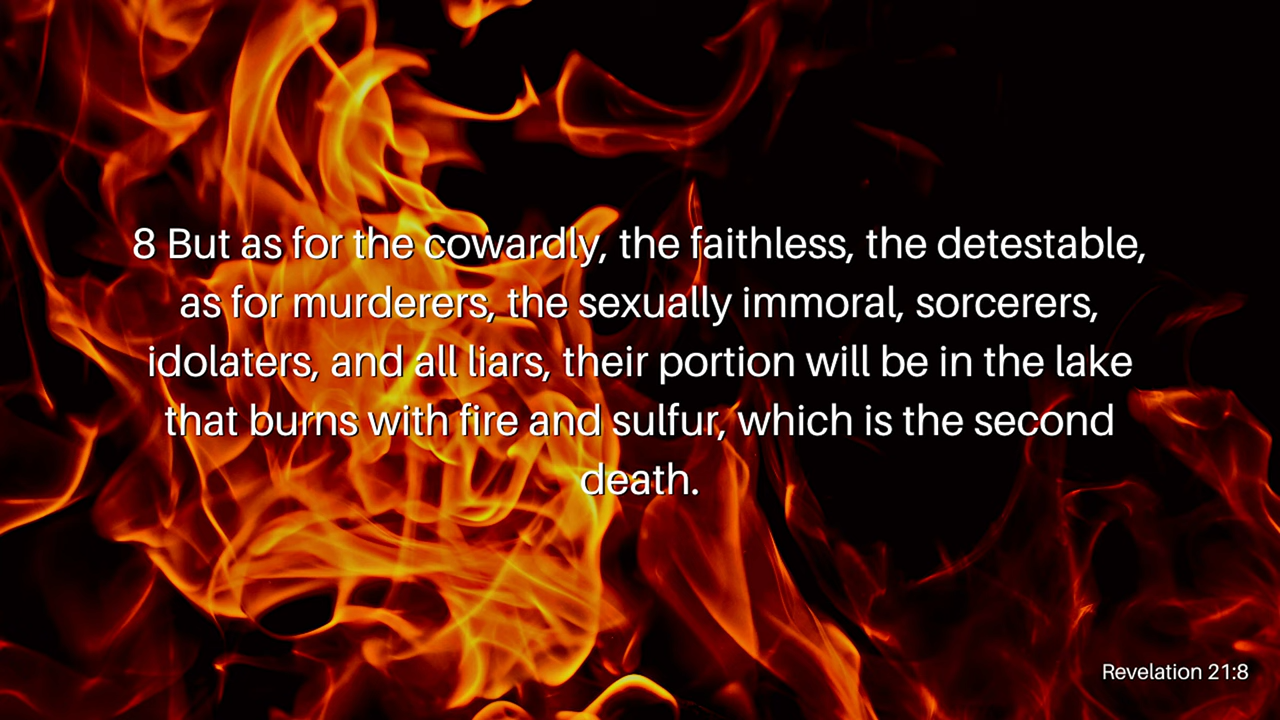 8 But as for the cowardly, the faithless, the detestable,
as for murderers, the sexually immoral, sorcerers,
idolaters, and all liars, their portion will be in the lake
that burns with fire and sulfur, which is the second
death.
Revelation 21:8